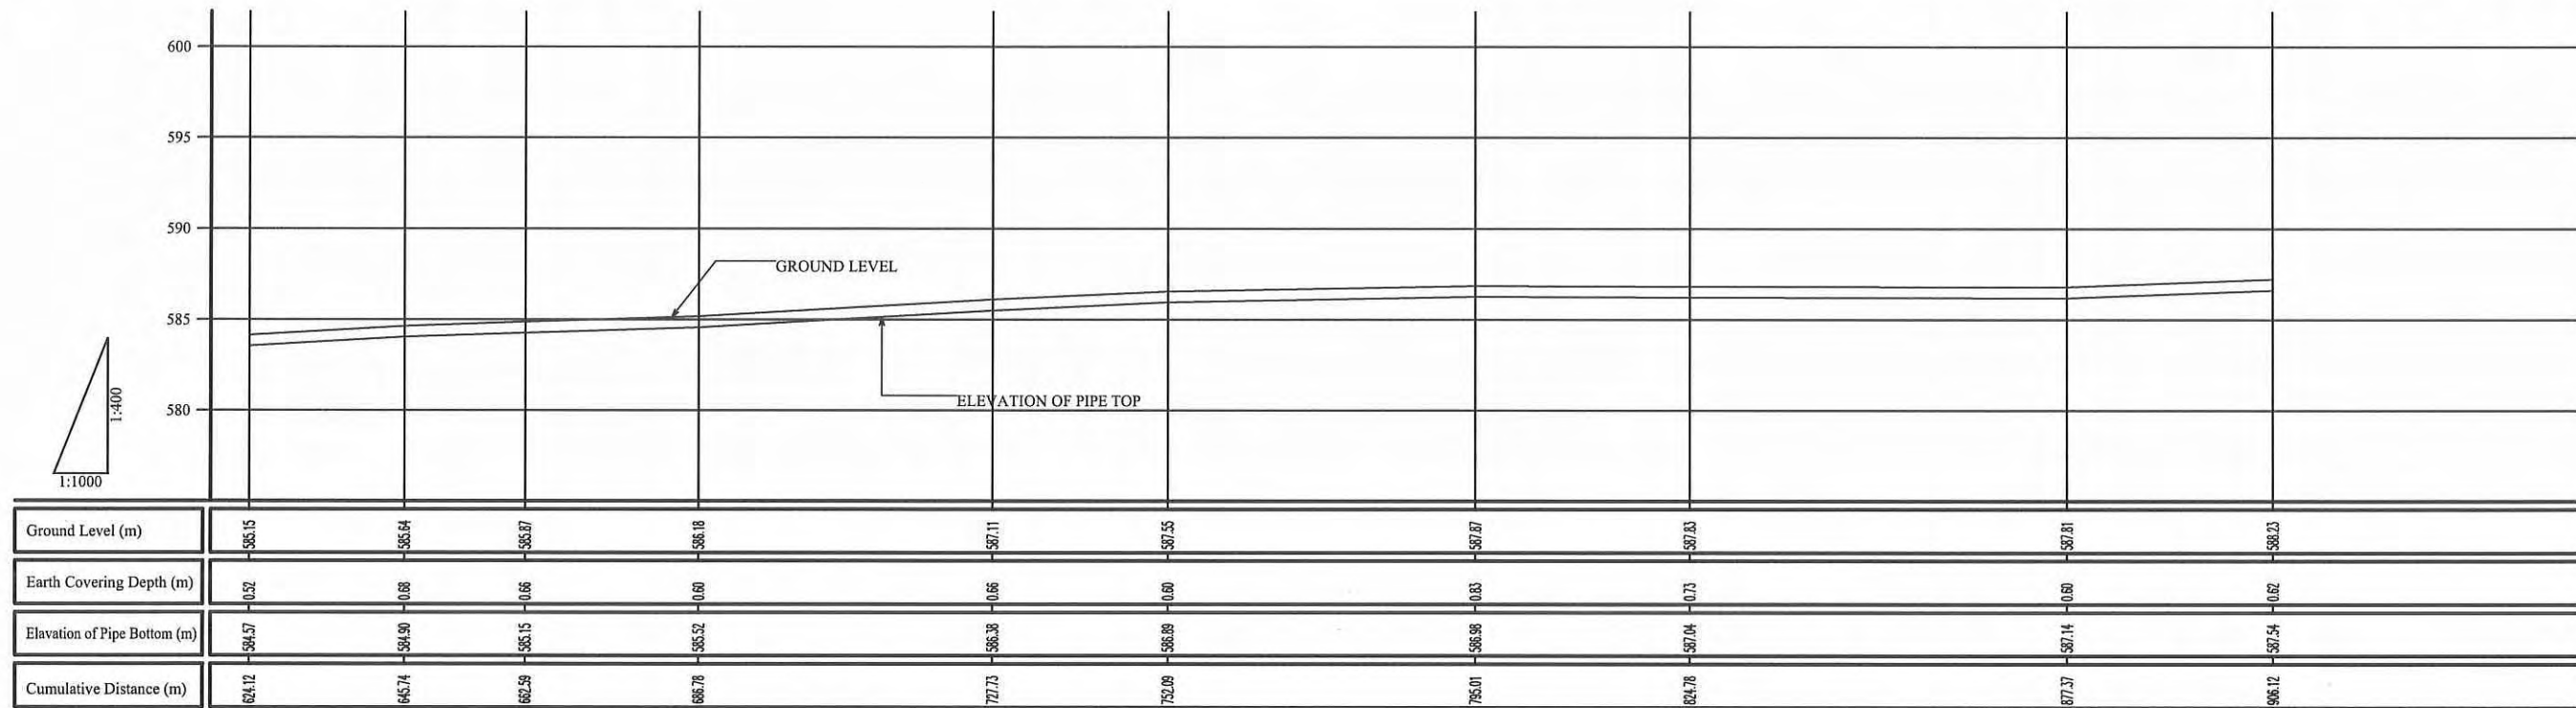 600
595
590
GROUND LEVEL
585
1:400
580
ELEVATION OF PIPE TOP
1:1000
Ground Level (m) 585.15 585.64 585.87 586.18 587.11 587.55 587.87 587.83 587.81 588.23
Earth Covering Depth (m) 0.52 0.68 0.66 0.60 0.66 0.60 0.83 0.73 0.60 0.62
Elavation of Pipe Bottom (m) 584.57 584.90 585.15 585.52 586.38 586.89 586.98 587.04 587.14 587.54
Cumulative Distance (m) 624.12 645.74 662.59 686.78 727.73 752.09 795.01 824.78 877.37 906.12